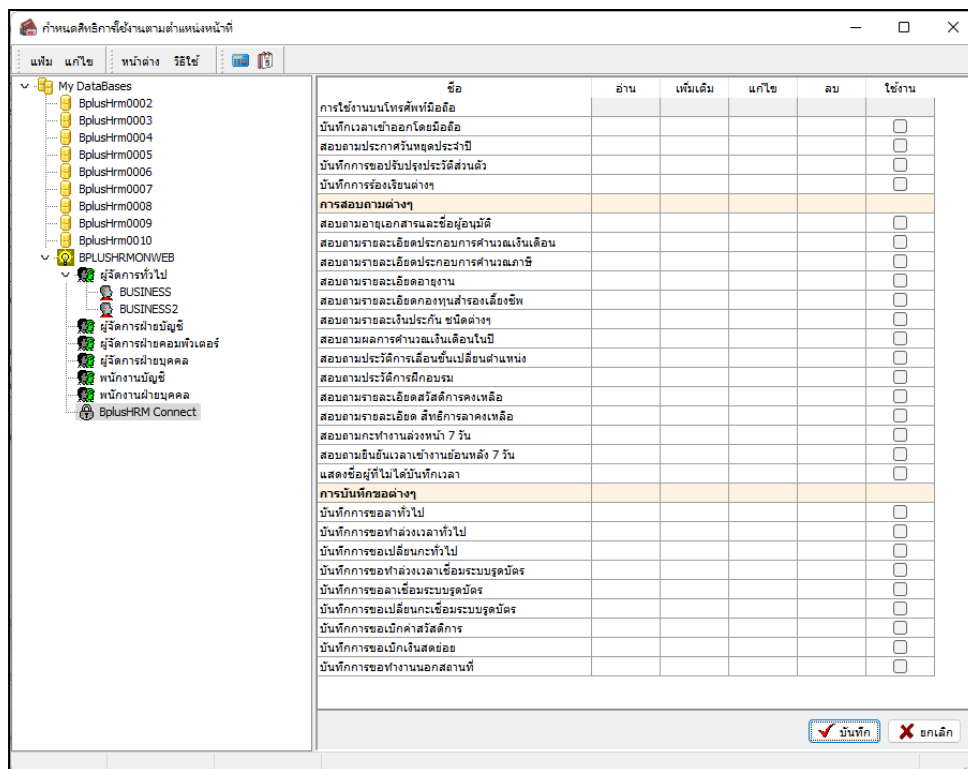 กำหนดสิทธิการใช้งานตามตำแหน่งหน้าที่
แฟ้ม แก้ไข หน้าต่าง วิธีใช้
My DataBases
BplusHrm0002
BplusHrm0003
BplusHrm0004
BplusHrm0005
BplusHrm0006
BplusHrm0007
BplusHrm0008
BplusHrm0009
BplusHrm0010
BPLUSHRMONWEB
ผู้จัดการทั่วไป
BUSINESS
BUSINESS2
ผู้จัดการฝ่ายบัญชี
ผู้จัดการฝ่ายคอมพิวเตอร์
ผู้จัดการฝ่ายบุคคล
พนักงานบัญชี
พนักงานฝ่ายบุคคล
BplusHRM Connect
ชื่อ อ่าน เพิ่มเติม แก้ไข ลบ ใช้งาน
การใช้งานบนโทรศัพท์มือถือ
บันทึกเวลาเข้าออกโดยมือถือ
สอบถามประกาศวันหยุดประจำปี
บันทึกการขอปรับปรุงประวัติส่วนตัว
บันทึกการร้องเรียนต่างๆ
การสอบถามต่างๆ
สอบถามอายุเอกสารและชื่อผู้อนุมัติ
สอบถามรายละเอียดประกอบการคำนวณเงินเดือน
สอบถามรายละเอียดประกอบการคำนวณภาษี
สอบถามรายละเอียดอายุงาน
สอบถามรายละเอียดกองทุนสำรองเลี้ยงชีพ
สอบถามรายละเงินประกัน ชนิดต่างๆ
สอบถามผลการคำนวณเงินเดือนในปี
สอบถามประวัติการเลื่อนขั้นเปลี่ยนตำแหน่ง
สอบถามประวัติการฝึกอบรม
สอบถามรายละเอียดสวัสดิการคงเหลือ
สอบถามรายละเอียด สิทธิการลาคงเหลือ
สอบถามกะทำงานล่วงหน้า 7 วัน
สอบถามยืนยันเวลาเข้างานย้อนหลัง 7 วัน
แสดงชื่อผู้ที่ไม่ได้บันทึกเวลา
การบันทึกขอต่างๆ
บันทึกการขอลาทั่วไป
บันทึกการขอทำล่วงเวลาทั่วไป
บันทึกการขอเปลี่ยนกะทั่วไป
บันทึกการขอทำล่วงเวลาเชื่อมระบบรูดบัตร
บันทึกการขอลาเชื่อมระบบรูดบัตร
บันทึกการขอเปลี่ยนกะเชื่อมระบบรูดบัตร
บันทึกการขอเบิกค่าสวัสดิการ
บันทึกการขอเบิกเงินสดย่อย
บันทึกการขอทำงานนอกสถานที่
บันทึก ยกเลิก